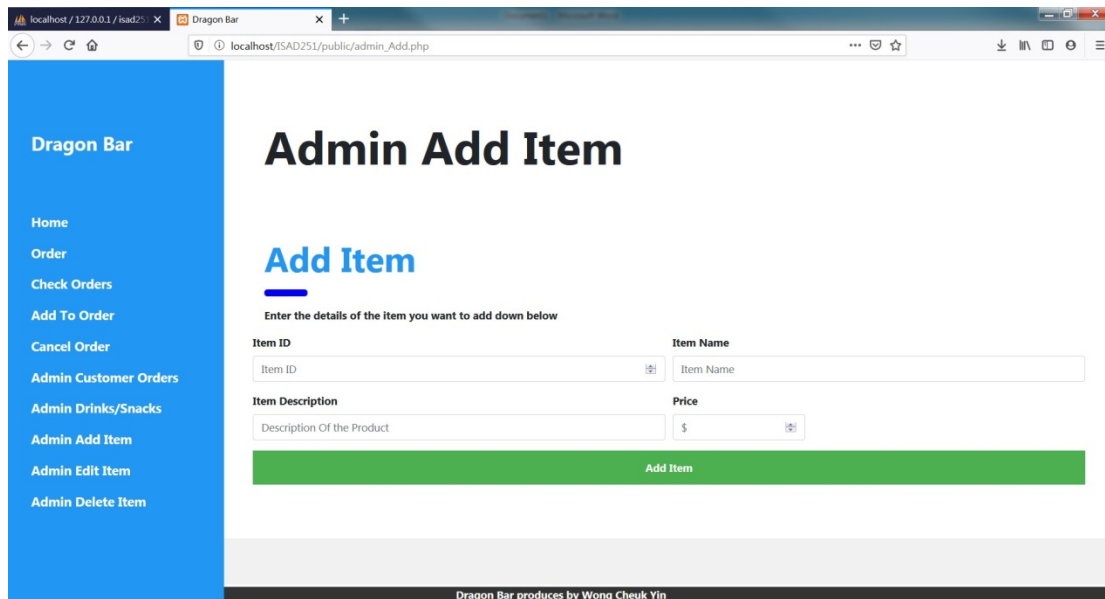 localhost / 127.0.0.1 / isad251
Dragon Bar
localhost/ISAD251/public/admin_Add.php
Dragon Bar
Home
Order
Check Orders
Add To Order
Cancel Order
Admin Customer Orders
Admin Drinks/Snacks
Admin Add Item
Admin Edit Item
Admin Delete Item
Admin Add Item
Add Item
Enter the details of the item you want to add down below
Item ID
Item Name
Item ID
Item Name
Item Description
Price
Description Of the Product
$
Add Item
Dragon Bar produces by Wong Cheuk Yin